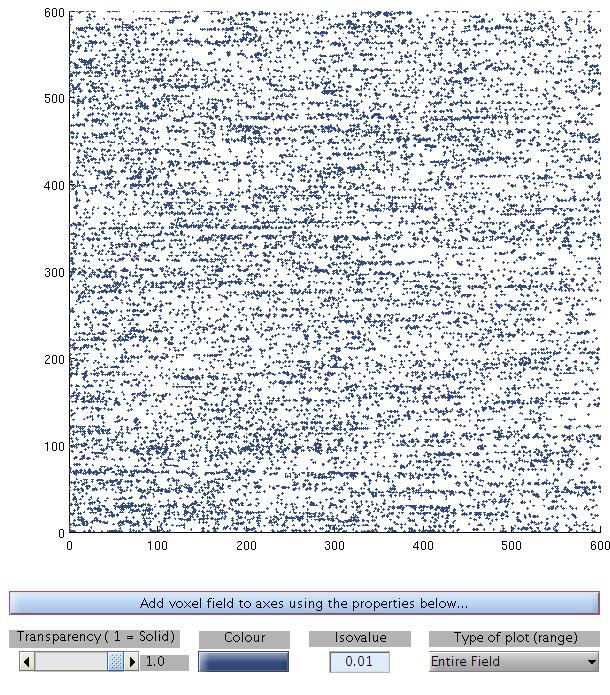 600
500
400
300
200
100
0
0 100 200 300 400 500 600
Add voxel field to axes using the properties below...
Transparency ( 1 = Solid) Colour Isovalue Type of plot (range)
1.0 0.01 Entire Field